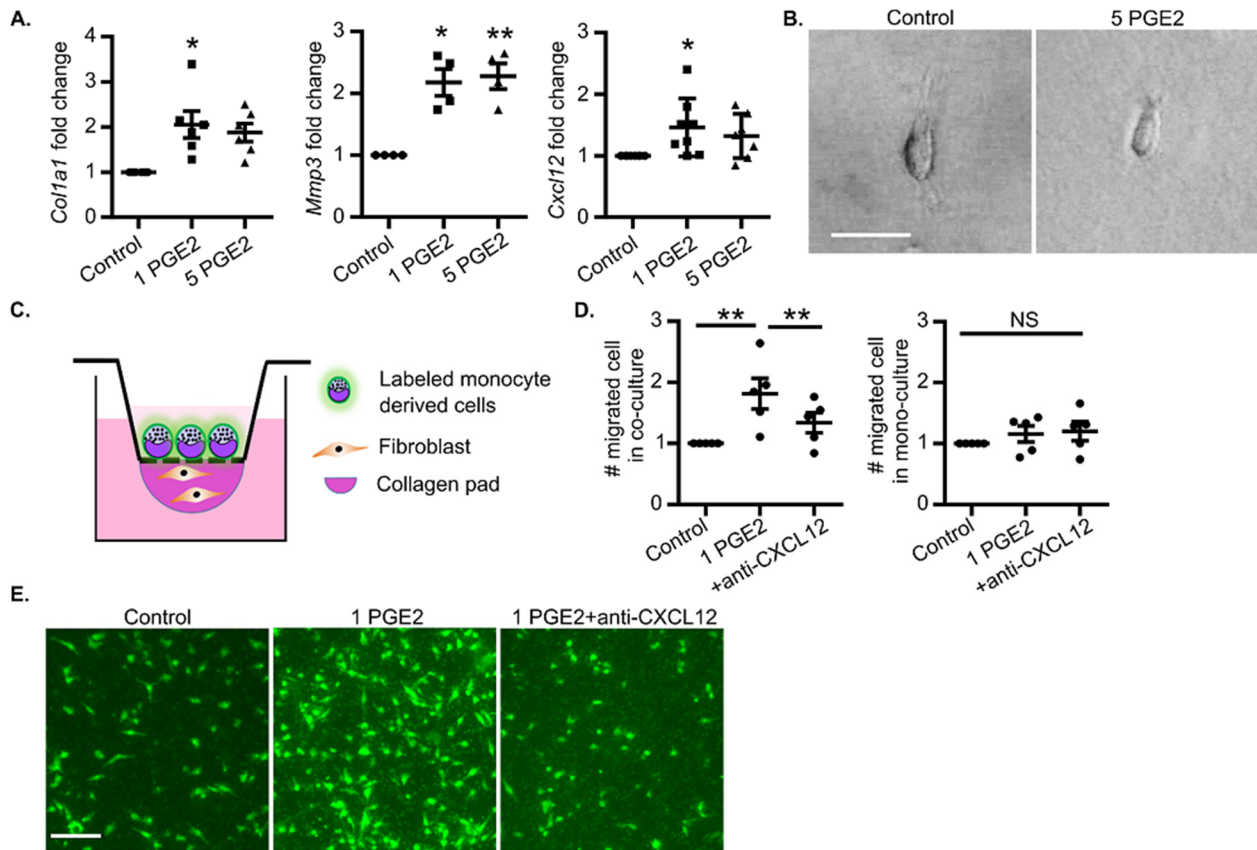 A.
Col1a1 fold change
4
3
2
1
0
*
Control
1 PGE2
5 PGE2
Mmp3 fold change
3
2
1
0
*
**
Control
1 PGE2
5 PGE2
Cxcl12 fold change
3
2
1
0
*
Control
1 PGE2
5 PGE2
B.
Control
5 PGE2
C.
Labeled monocyte
derived cells
Fibroblast
Collagen pad
D.
# migrated cell
in co-culture
3
2
1
0
**
**
Control
1 PGE2
+anti-CXCL12
# migrated cell
in mono-culture
3
2
1
0
NS
Control
1 PGE2
+anti-CXCL12
E.
Control
1 PGE2
1 PGE2+anti-CXCL12